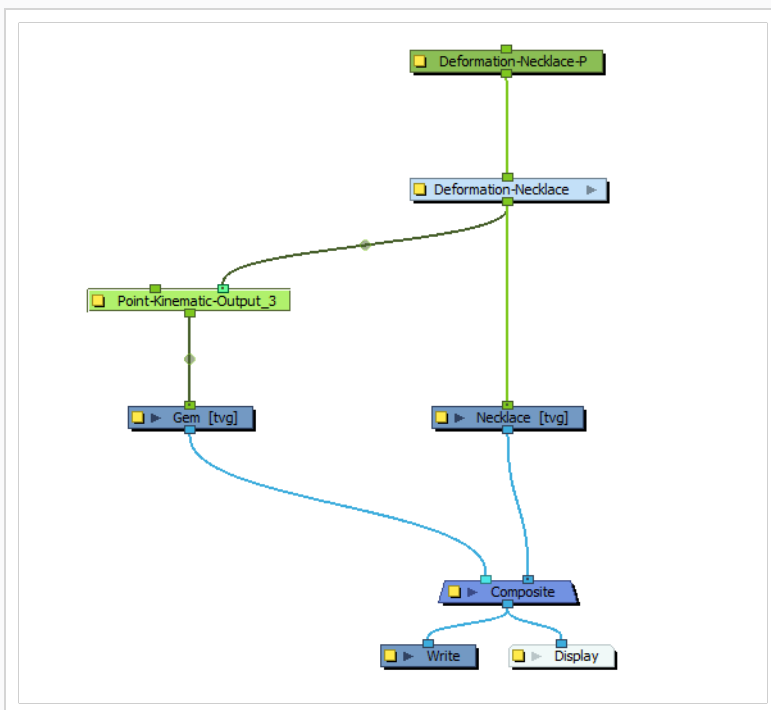 Deformation-Necklace-P
Deformation-Necklace
Point-Kinematic-Output_3
Gem [tvg]
Necklace [tvg]
Composite
Write
Display